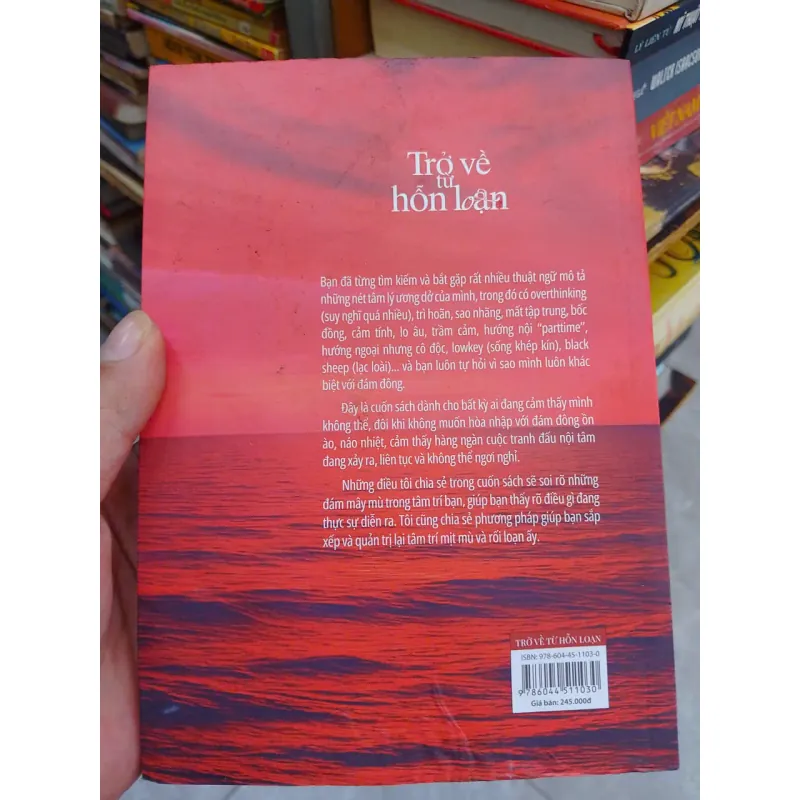 LÝ LIÊN TỪ
WALTER ISAACSON
VIỆT NAM
Trở về
từ
hỗn loạn
Bạn đã từng tìm kiếm và bắt gặp rất nhiều thuật ngữ mô tả
những nét tâm lý ương dở của mình, trong đó có overthinking
(suy nghĩ quá nhiều), trì hoãn, sao nhãng, mất tập trung, bốc
đồng, cảm tính, lo âu, trầm cảm, hướng nội “parttime”,
hướng ngoại nhưng cô độc, lowkey (sống khép kín), black
sheep (lạc loài)... và bạn luôn tự hỏi vì sao mình luôn khác
biệt với đám đông.
Đây là cuốn sách dành cho bất kỳ ai đang cảm thấy mình
không thể, đôi khi không muốn hòa nhập với đám đông ồn
ào, náo nhiệt, cảm thấy hàng ngàn cuộc tranh đấu nội tâm
đang xảy ra, liên tục và không thể ngơi nghỉ.
Những điều tôi chia sẻ trong cuốn sách sẽ soi rõ những
đám mây mù trong tâm trí bạn, giúp bạn thấy rõ điều gì đang
thực sự diễn ra. Tôi cũng chia sẻ phương pháp giúp bạn sắp
xếp và quản trị lại tâm trí mịt mù và rối loạn ấy.
TRỞ VỀ TỪ HỖN LOẠN
ISBN: 978-604-45-1103-0
9 786044 511030
Giá bán: 245.000đ